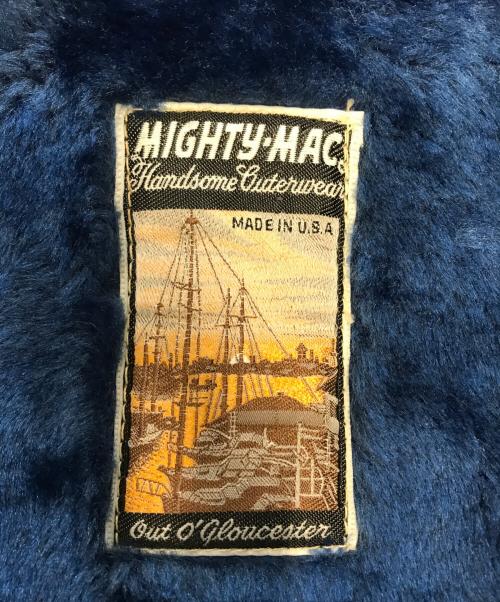 MIGHTY-MAC
Handsome Outerwear
MADE IN U.S.A
Out O'Gloucester